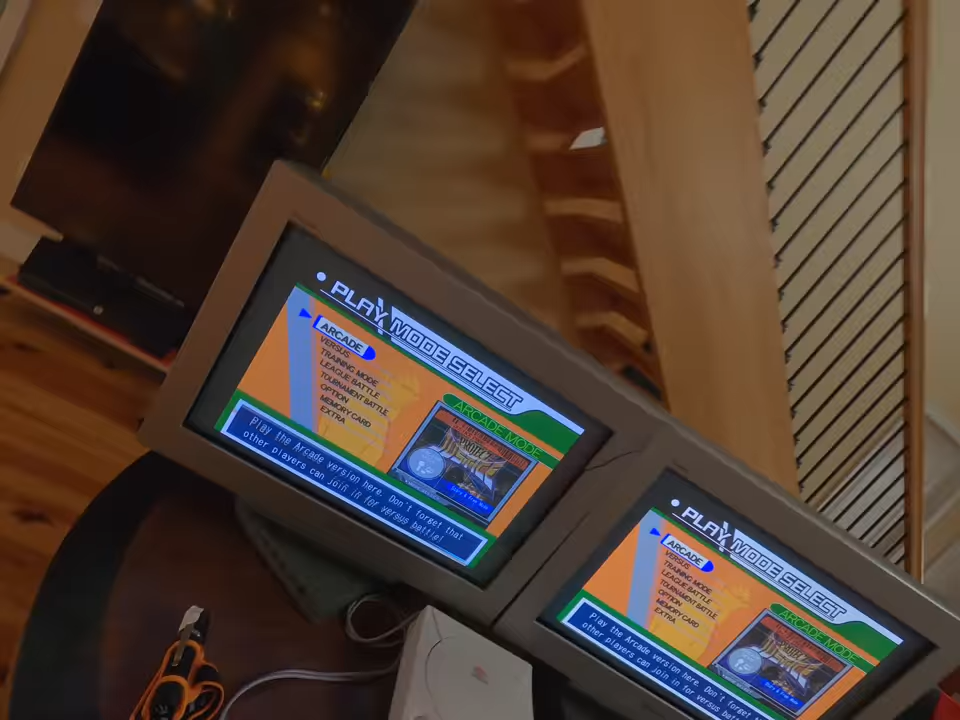 PLAY MODE SELECT
ARCADE
VERSUS
TRAINING MODE
LEAGUE BATTLE
TOURNAMENT BATTLE
OPTION
MEMORY CARD
EXTRA
ARCADE MODE
Play the Arcade version here. Don't forget that
other players can join in for versus battle!
PLAY MODE SELECT
ARCADE
VERSUS
TRAINING MODE
LEAGUE BATTLE
TOURNAMENT BATTLE
OPTION
MEMORY CARD
EXTRA
ARCADE MODE
Play the Arcade version here. Don't forget
other players can join in for versus batt